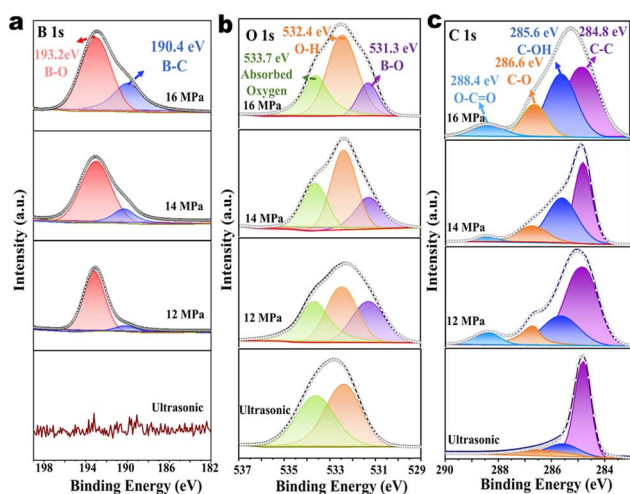 a
B 1s
193.2eV
B-O
190.4 eV
B-C
16 MPa
14 MPa
12 MPa
Ultrasonic
Intensity (a.u.)
198 194 190 186 182
Binding Energy (eV)
b
O 1s
532.4 eV
O-H
533.7 eV
Absorbed
Oxygen
531.3 eV
B-O
16 MPa
14 MPa
12 MPa
Ultrasonic
Intensity (a.u.)
537 535 533 531 529
Binding Energy (eV)
c
C 1s
285.6 eV
C-OH
284.8 eV
C-C
286.6 eV
C-O
288.4 eV
O-C=O
16 MPa
14 MPa
12 MPa
Ultrasonic
Intensity (a.u.)
290 288 286 284
Binding Energy (eV)